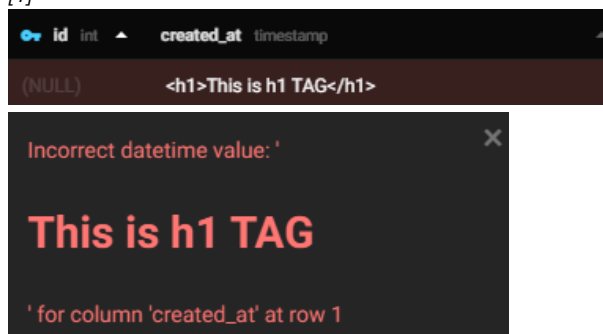 id int created_at timestamp
(NULL) <h1>This is h1 TAG</h1>
Incorrect datetime value: '
This is h1 TAG
' for column 'created_at' at row 1